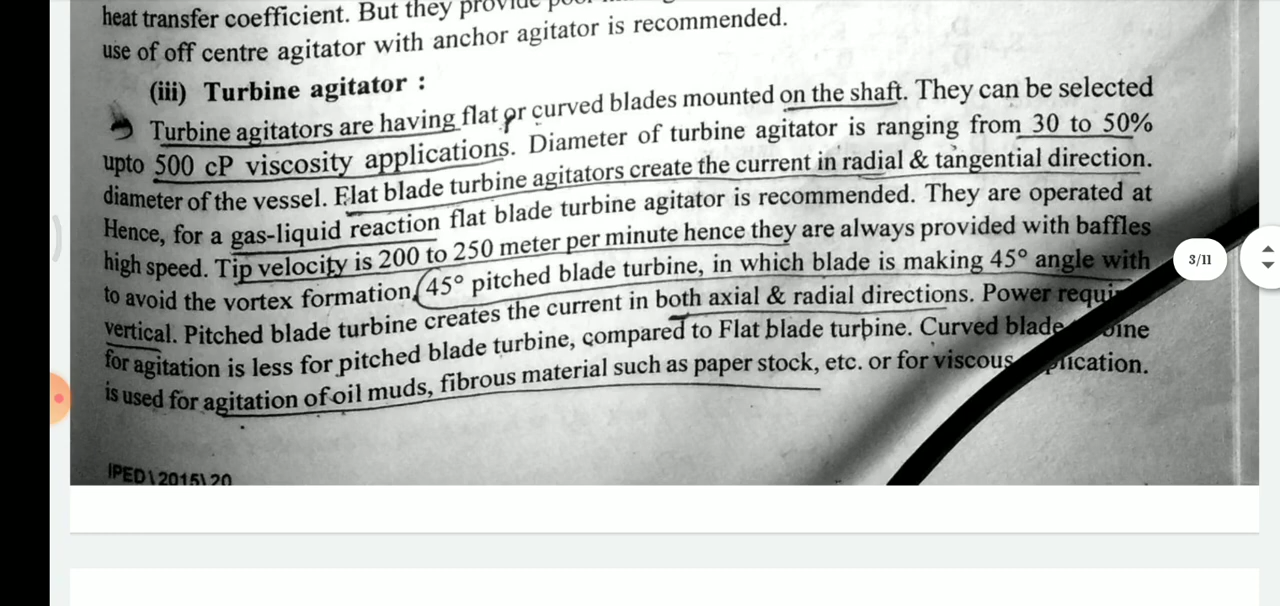 heat transfer coefficient. But they provide
use of off centre agitator with anchor agitator is recommended.
(iii) Turbine agitator :
Turbine agitators are having flat or curved blades mounted on the shaft. They can be selected
upto 500 cP viscosity applications. Diameter of turbine agitator is ranging from 30 to 50%
diameter of the vessel. Flat blade turbine agitators create the current in radial & tangential direction.
Hence, for a gas-liquid reaction flat blade turbine agitator is recommended. They are operated at
high speed. Tip velocity is 200 to 250 meter per minute hence they are always provided with baffles
to avoid the vortex formation. 45° pitched blade turbine, in which blade is making 45° angle with
vertical. Pitched blade turbine creates the current in both axial & radial directions. Power
for agitation is less for pitched blade turbine, compared to Flat blade turbine. Curved blade
is used for agitation of oil muds, fibrous material such as paper stock, etc. or for viscous
IPED\2015\20
3/11